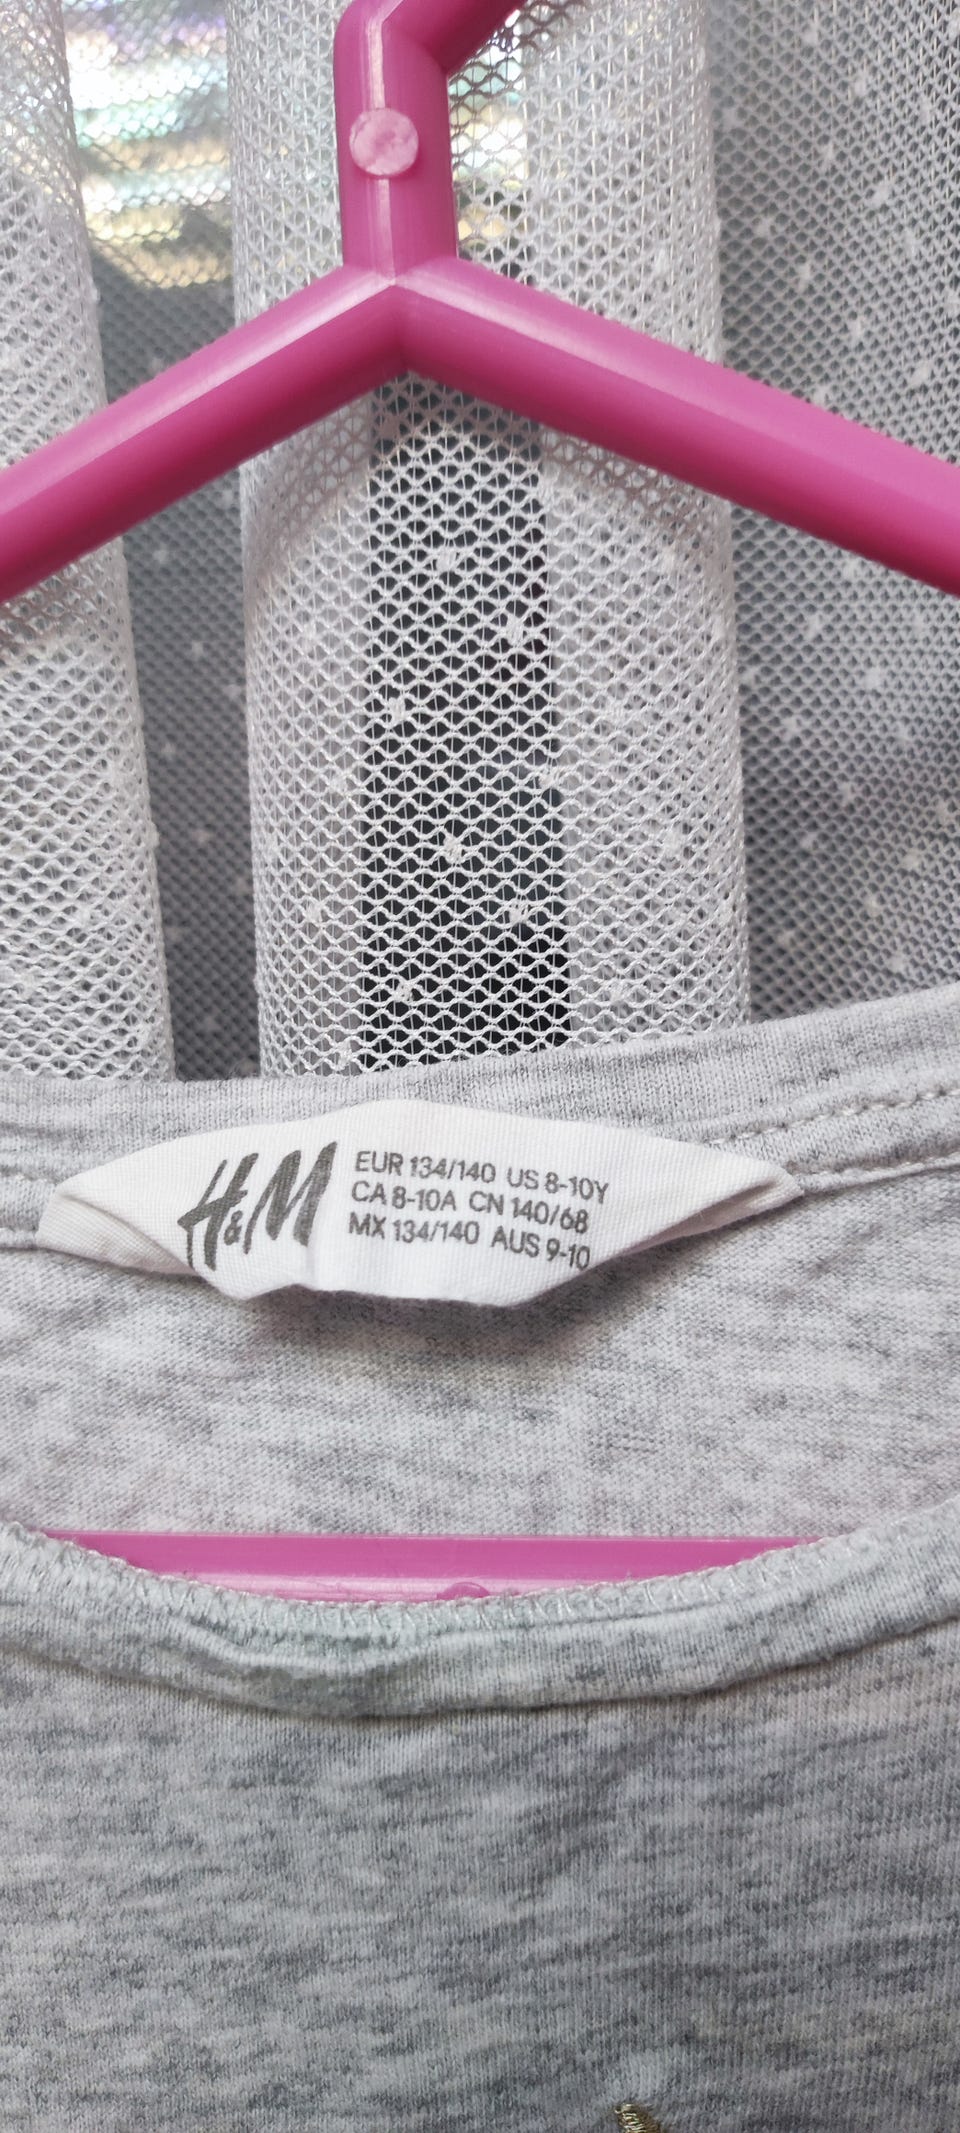 H&M
EUR 134/140 US 8-10Y
CA 8-10A CN 140/68
MX 134/140 AUS 9-10